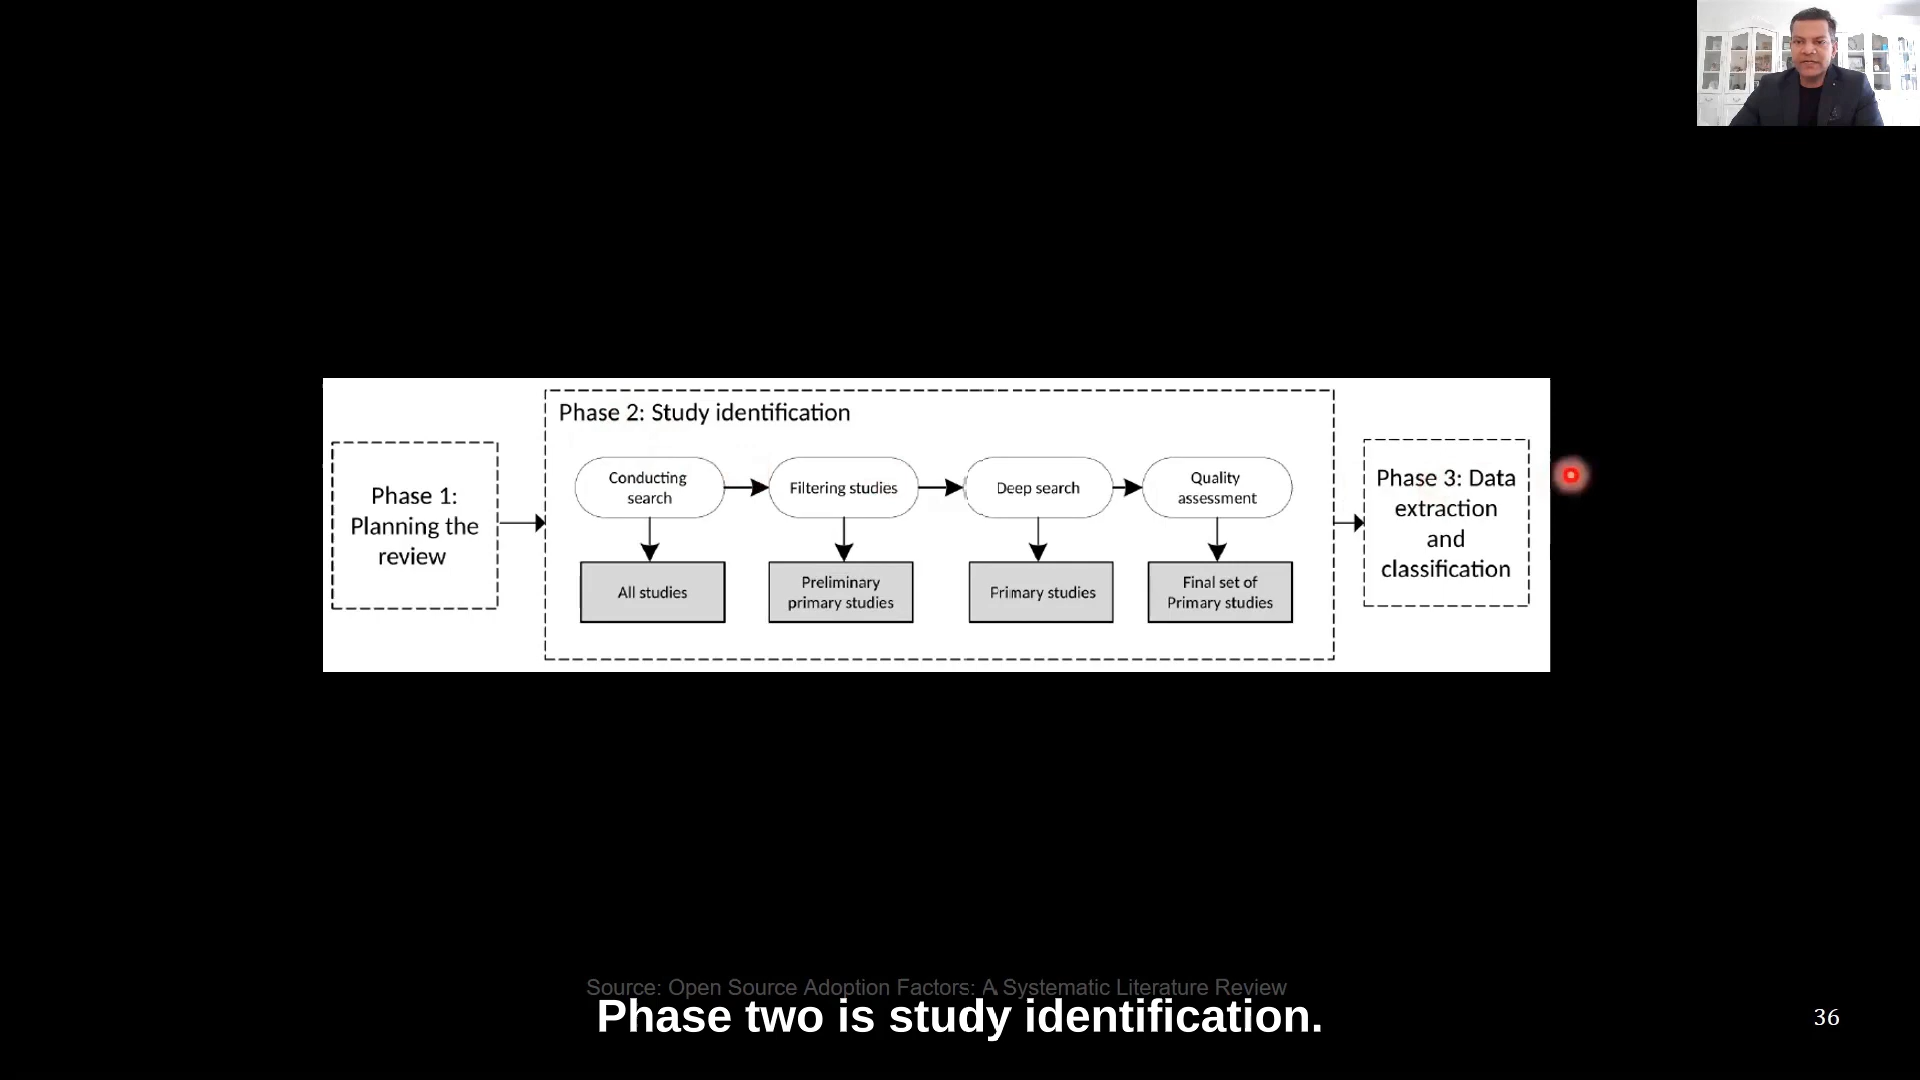 Phase 1:
Planning the
review
Phase 2: Study identification
Conducting
search
Filtering studies
Deep search
Quality
assessment
All studies
Preliminary
primary studies
Primary studies
Final set of
Primary studies
Phase 3: Data
extraction
and
classification
Source: Open Source Adoption Factors: A Systematic Literature Review
Phase two is study identification.
36